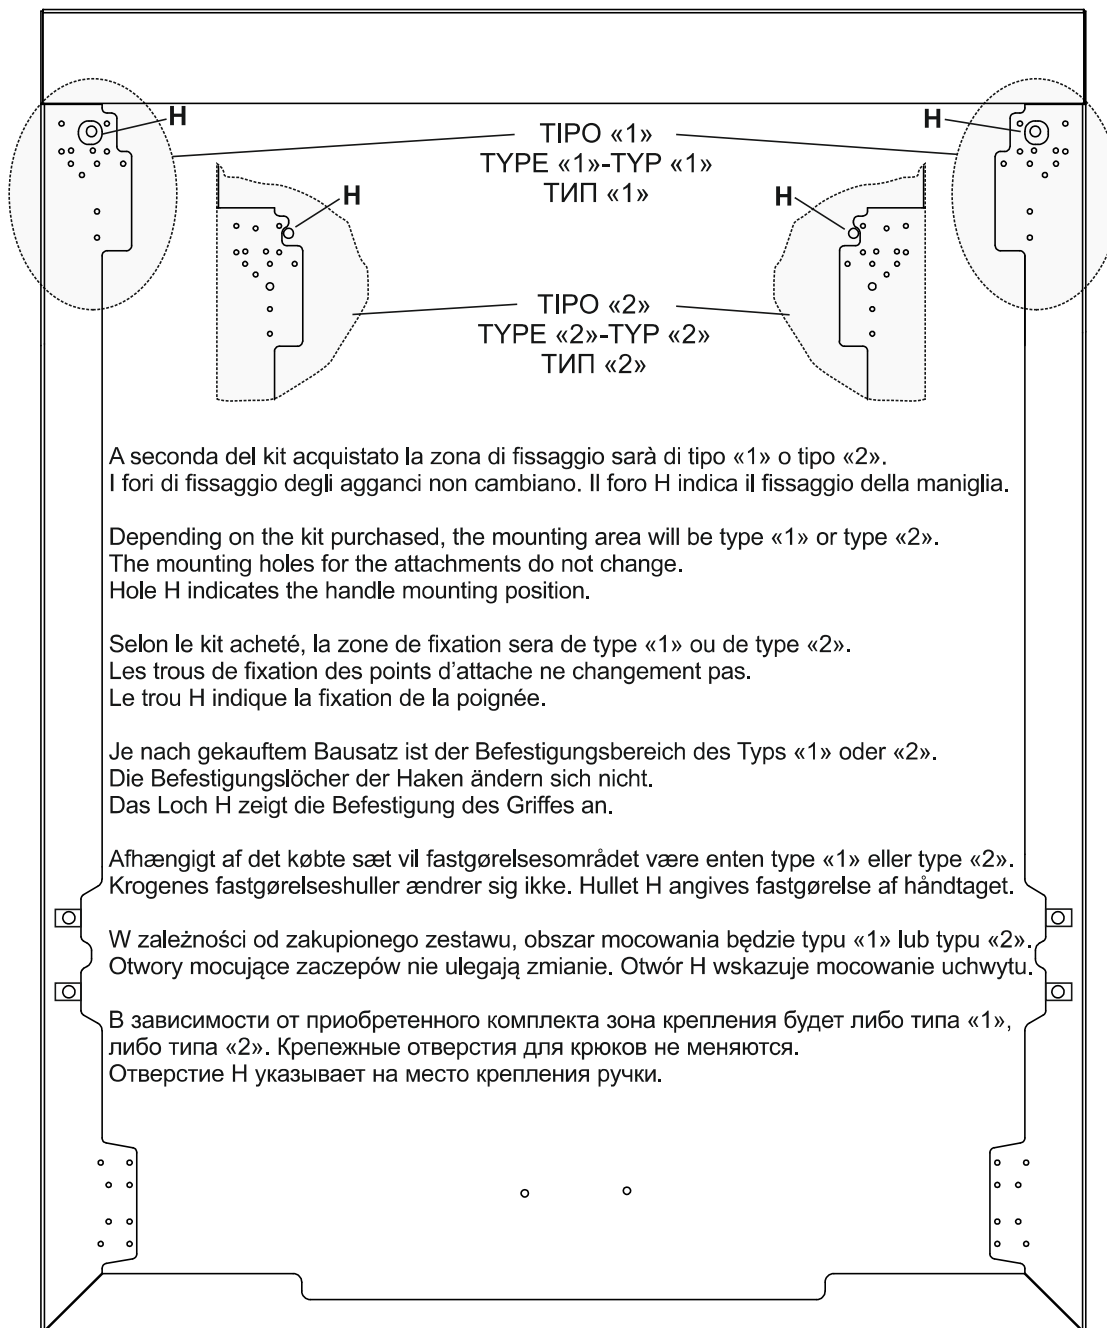 H
H
TIPO «1»
TYPE «1»-TYP «1»
ТИП «1»
H
H
TIPO «2»
TYPE «2»-TYP «2»
ТИП «2»
A seconda del kit acquistato la zona di fissaggio sarà di tipo «1» o tipo «2».
I fori di fissaggio degli agganci non cambiano. Il foro H indica il fissaggio della maniglia.
Depending on the kit purchased, the mounting area will be type «1» or type «2».
The mounting holes for the attachments do not change.
Hole H indicates the handle mounting position.
Selon le kit acheté, la zone de fixation sera de type «1» ou de type «2».
Les trous de fixation des points d’attache ne changement pas.
Le trou H indique la fixation de la poignée.
Je nach gekauftem Bausatz ist der Befestigungsbereich des Typs «1» oder «2».
Die Befestigungslöcher der Haken ändern sich nicht.
Das Loch H zeigt die Befestigung des Griffes an.
Afhængigt af det købte sæt vil fastgørelsesområdet være enten type «1» eller type «2».
Krogenes fastgørelseshuller ændrer sig ikke. Hullet H angives fastgørelse af håndtaget.
W zależności od zakupionego zestawu, obszar mocowania będzie typu «1» lub typu «2».
Otwory mocujące zaczepów nie ulegają zmianie. Otwór H wskazuje mocowanie uchwytu.
В зависимости от приобретенного комплекта зона крепления будет либо типа «1»,
либо типа «2». Крепежные отверстия для крюков не меняются.
Отверстие H указывает на место крепления ручки.